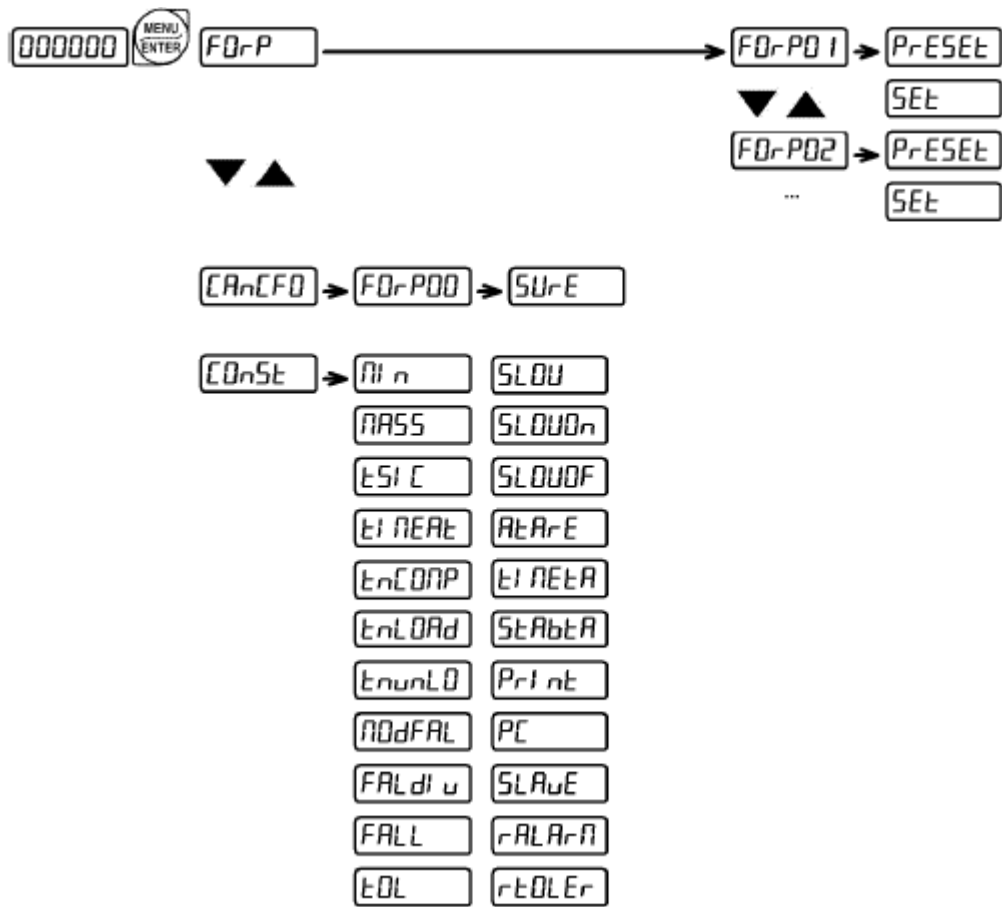 000000 MENU ENTER FOrP FOrP01 PrESEt
SEt
FOrP02 PrESEt
...
SEt
CAnCFO FOrP00 SUrE
COnSt MIn SLOU
MASS SLOUOn
tSIC SLOUOF
tIMEAt AtArE
tnCOMP tIMEtA
tnLOAd StAbtA
tnunLO PrInt
MOdFAL PC
FALdIu SLAuE
FALL rALArM
tOL rtOLEr